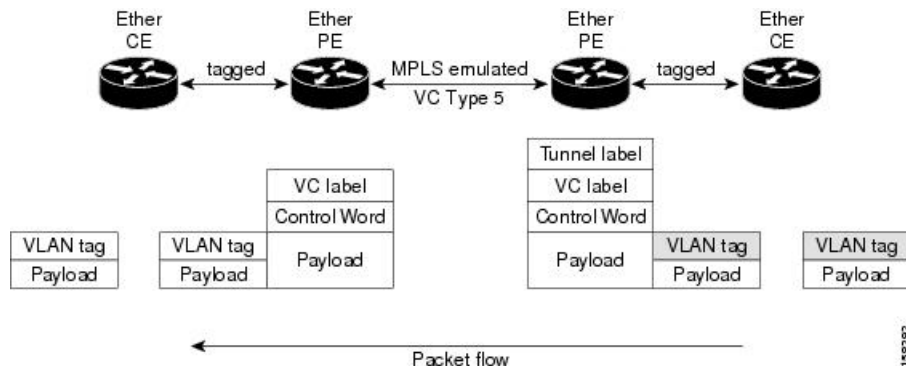 Ether CE
Ether PE
Ether PE
Ether CE
tagged
MPLS emulated
VC Type 5
tagged
Tunnel label
VC label
VC label
Control Word
Control Word
VLAN tag
VLAN tag
Payload
Payload
VLAN tag
VLAN tag
Payload
Payload
Payload
Payload
Packet flow